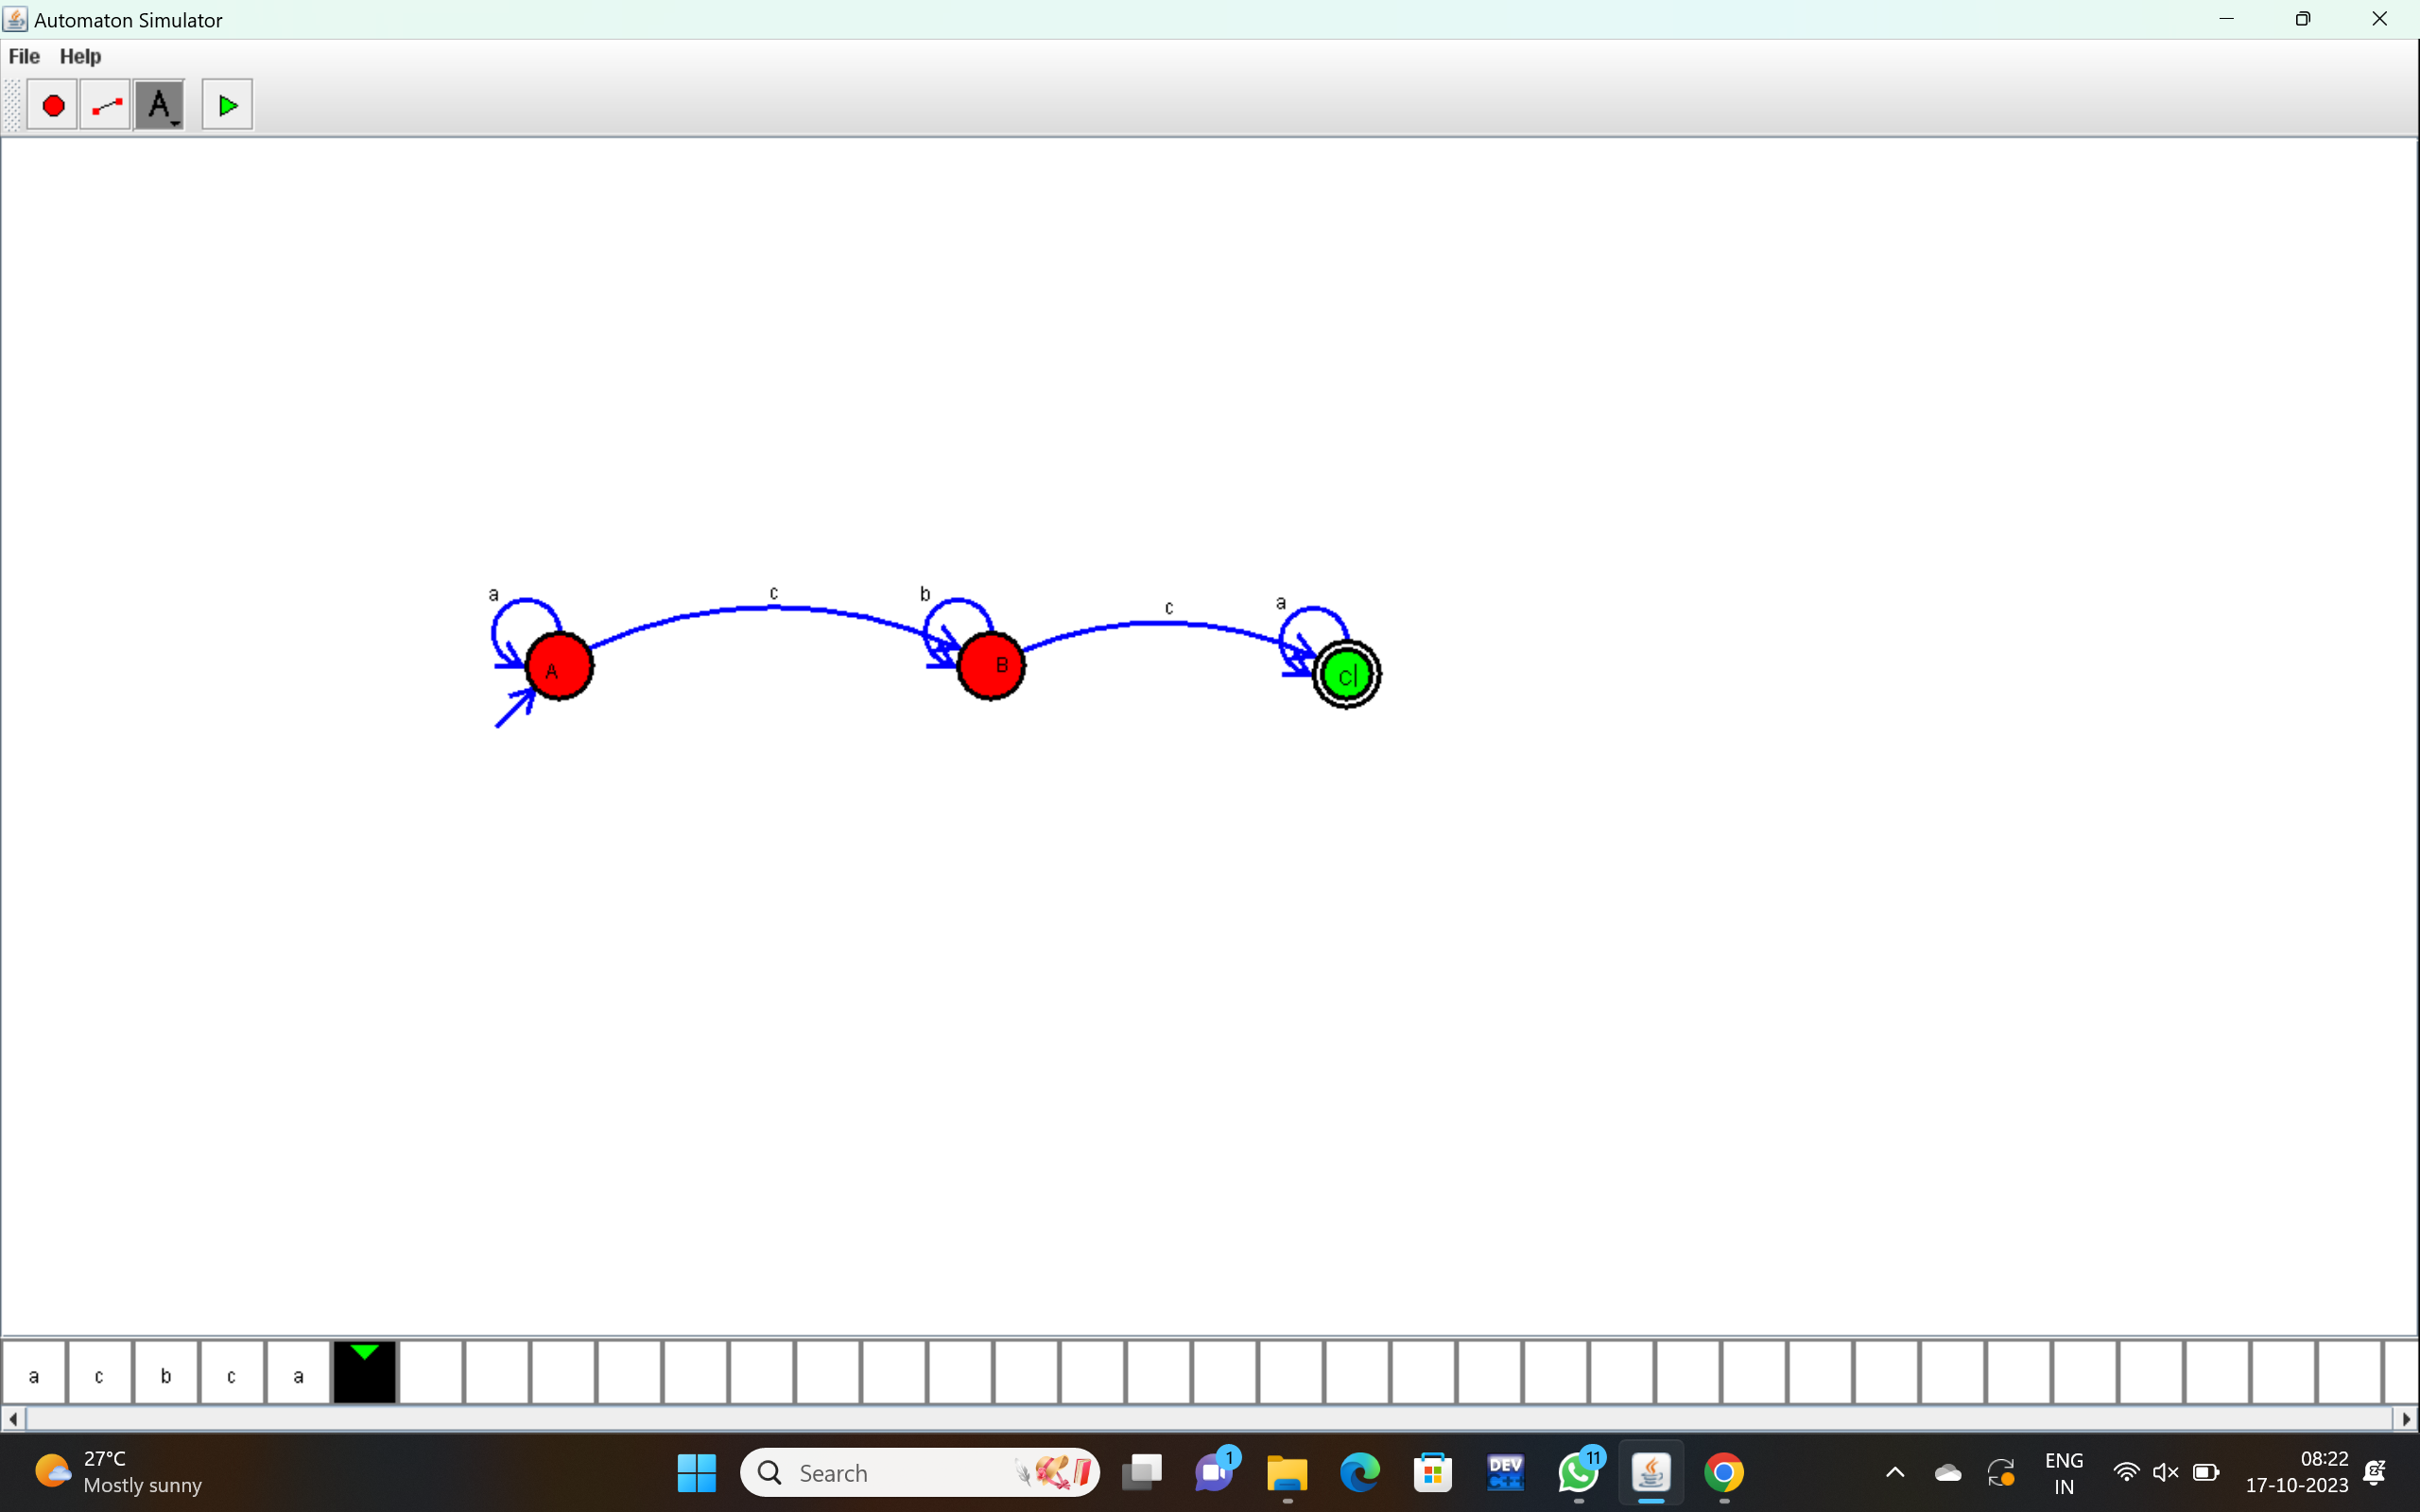 Automaton Simulator
File Help
A
a c b c a
A B c
a c b c a
27°C
Mostly sunny
Search
1
DEV
C++
11
ENG
IN
08:22
17-10-2023